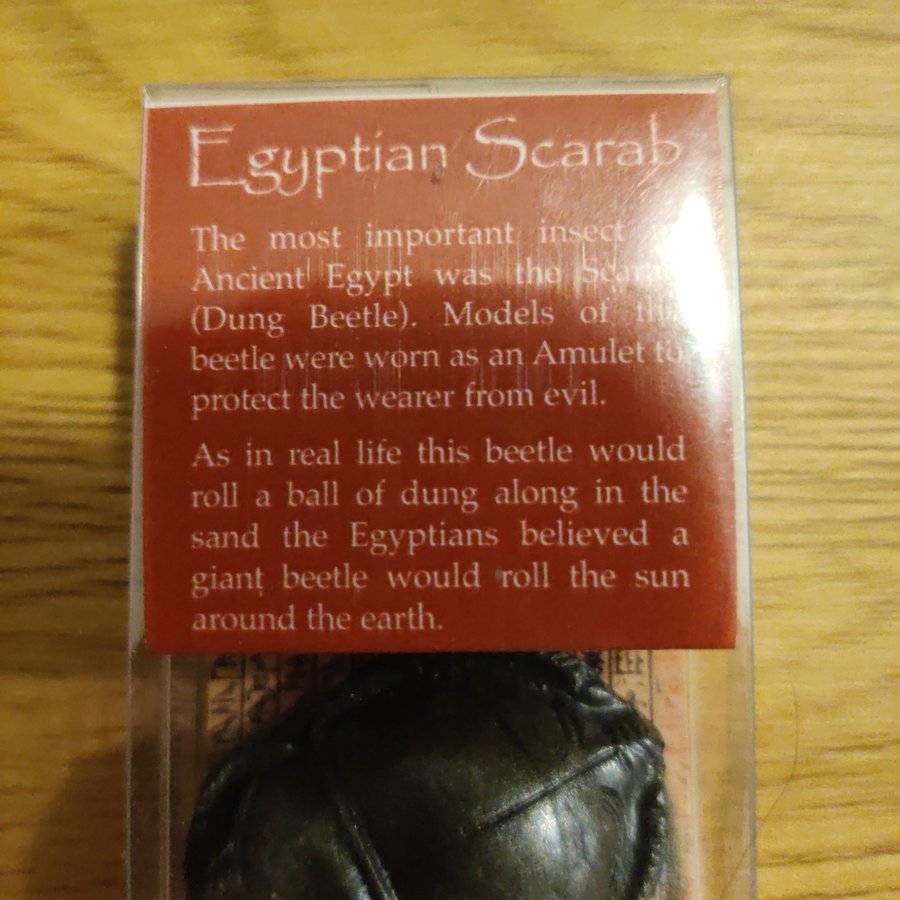 Egyptian Scarab
The most important insect
Ancient Egypt was the Scarab
(Dung Beetle). Models of this
beetle were worn as an Amulet to
protect the wearer from evil.
As in real life this beetle would
roll a ball of dung along in the
sand the Egyptians believed a
giant beetle would roll the sun
around the earth.